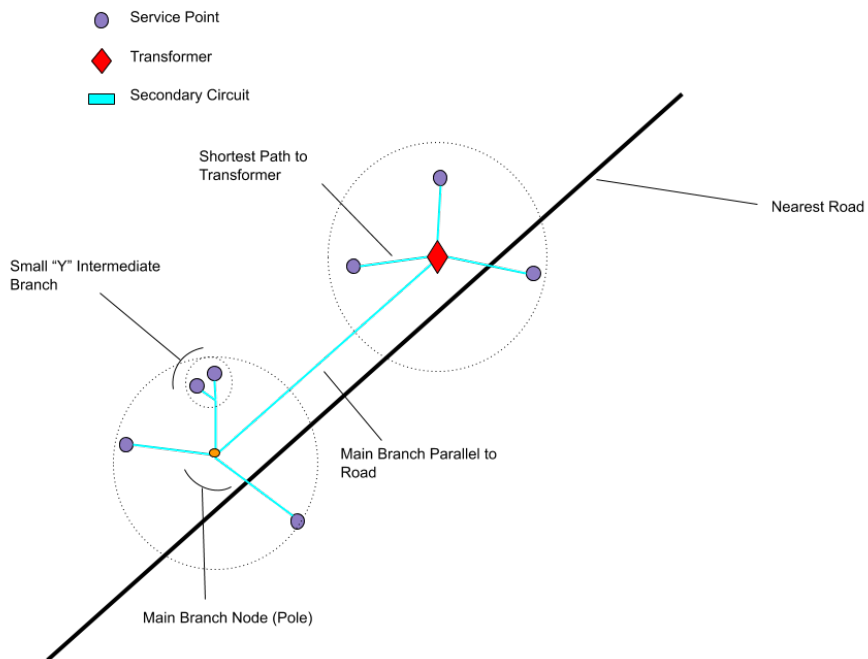 Service Point
Transformer
Secondary Circuit
Shortest Path to
Transformer
Nearest Road
Small “Y” Intermediate
Branch
Main Branch Parallel to
Road
Main Branch Node (Pole)